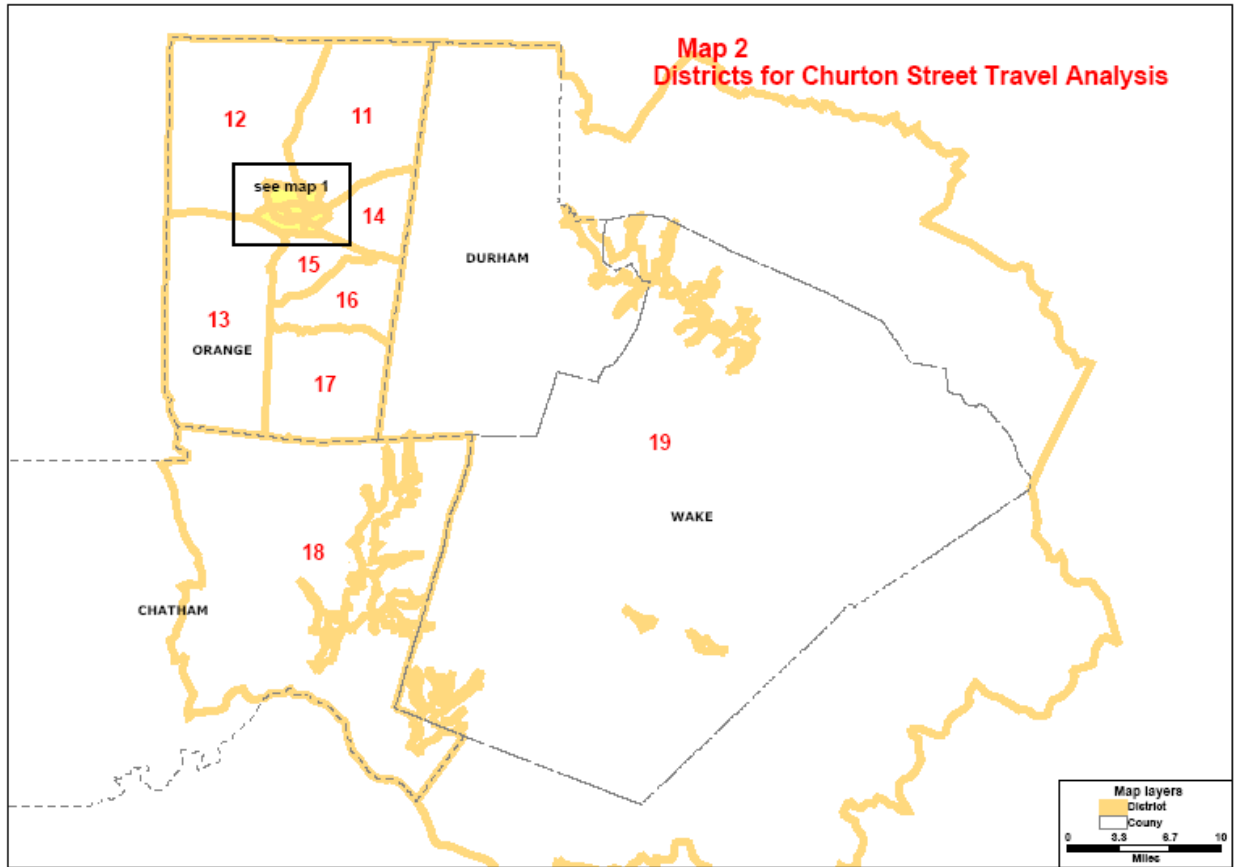 Map 2
Districts for Churton Street Travel Analysis
12
11
see map 1
14
15
DURHAM
16
13
ORANGE
17
19
WAKE
18
CHATHAM
Map layers
District
Couny
0 3.3 6.7 10
Miles